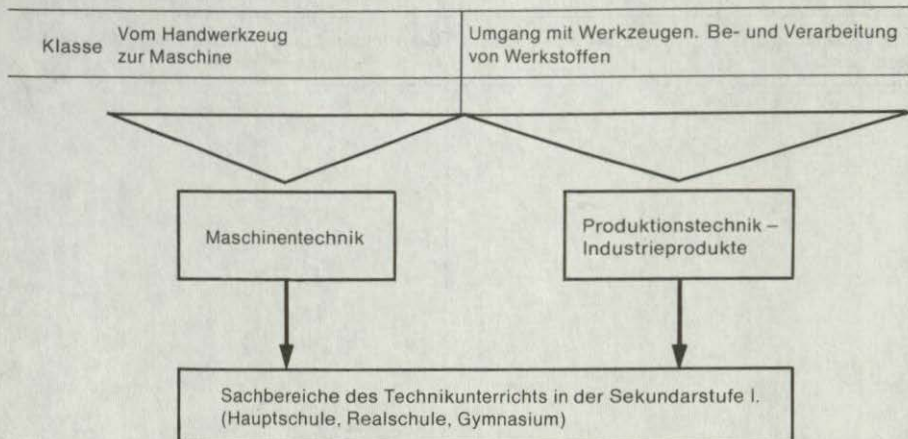 Klasse
Vom Handwerkzeug
zur Maschine
Umgang mit Werkzeugen. Be- und Verarbeitung
von Werkstoffen
Maschinentechnik
Produktionstechnik –
Industrieprodukte
Sachbereiche des Technikunterrichts in der Sekundarstufe I.
(Hauptschule, Realschule, Gymnasium)